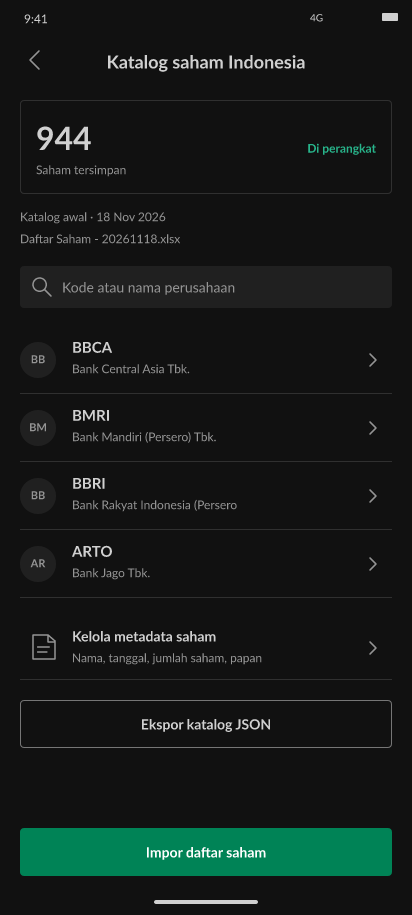 9:41
4G
Katalog saham Indonesia
944
Di perangkat
Saham tersimpan
Katalog awal · 18 Nov 2026
Daftar Saham - 20261118.xlsx
Kode atau nama perusahaan
BB
BBCA
Bank Central Asia Tbk.
BM
BMRI
Bank Mandiri (Persero) Tbk.
BB
BBRI
Bank Rakyat Indonesia (Persero
AR
ARTO
Bank Jago Tbk.
Kelola metadata saham
Nama, tanggal, jumlah saham, papan
Ekspor katalog JSON
Impor daftar saham